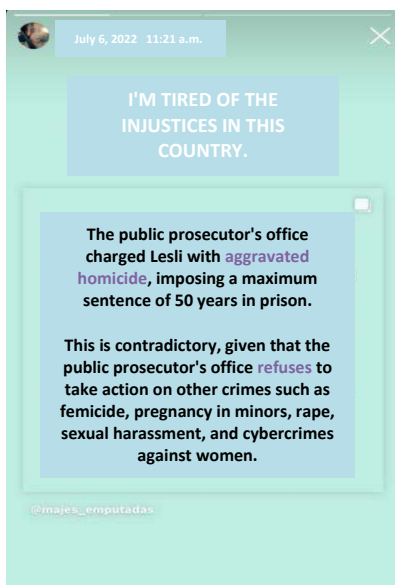 July 6, 2022  11:21 a.m.
I'M TIRED OF THE
INJUSTICES IN THIS
COUNTRY.
The public prosecutor's office
charged Lesli with aggravated
homicide, imposing a maximum
sentence of 50 years in prison.
This is contradictory, given that the
public prosecutor's office refuses to
take action on other crimes such as
femicide, pregnancy in minors, rape,
sexual harassment, and cybercrimes
against women.
@majes_emputadas